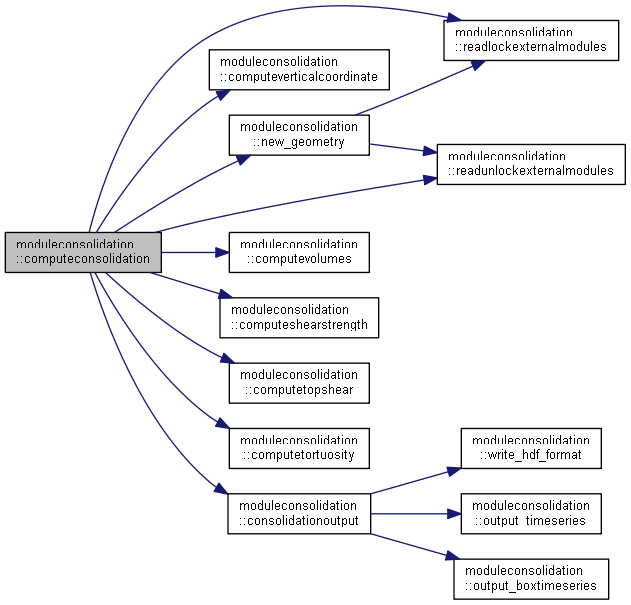 moduleconsolidation
::readlockexternalmodules
moduleconsolidation
::computeverticalcoordinate
moduleconsolidation
::new_geometry
moduleconsolidation
::readunlockexternalmodules
moduleconsolidation
::computeconsolidation
moduleconsolidation
::computevolumes
moduleconsolidation
::computeshearstrength
moduleconsolidation
::computetopshear
moduleconsolidation
::computetortuosity
moduleconsolidation
::write_hdf_format
moduleconsolidation
::consolidationoutput
moduleconsolidation
::output_timeseries
moduleconsolidation
::output_boxtimeseries